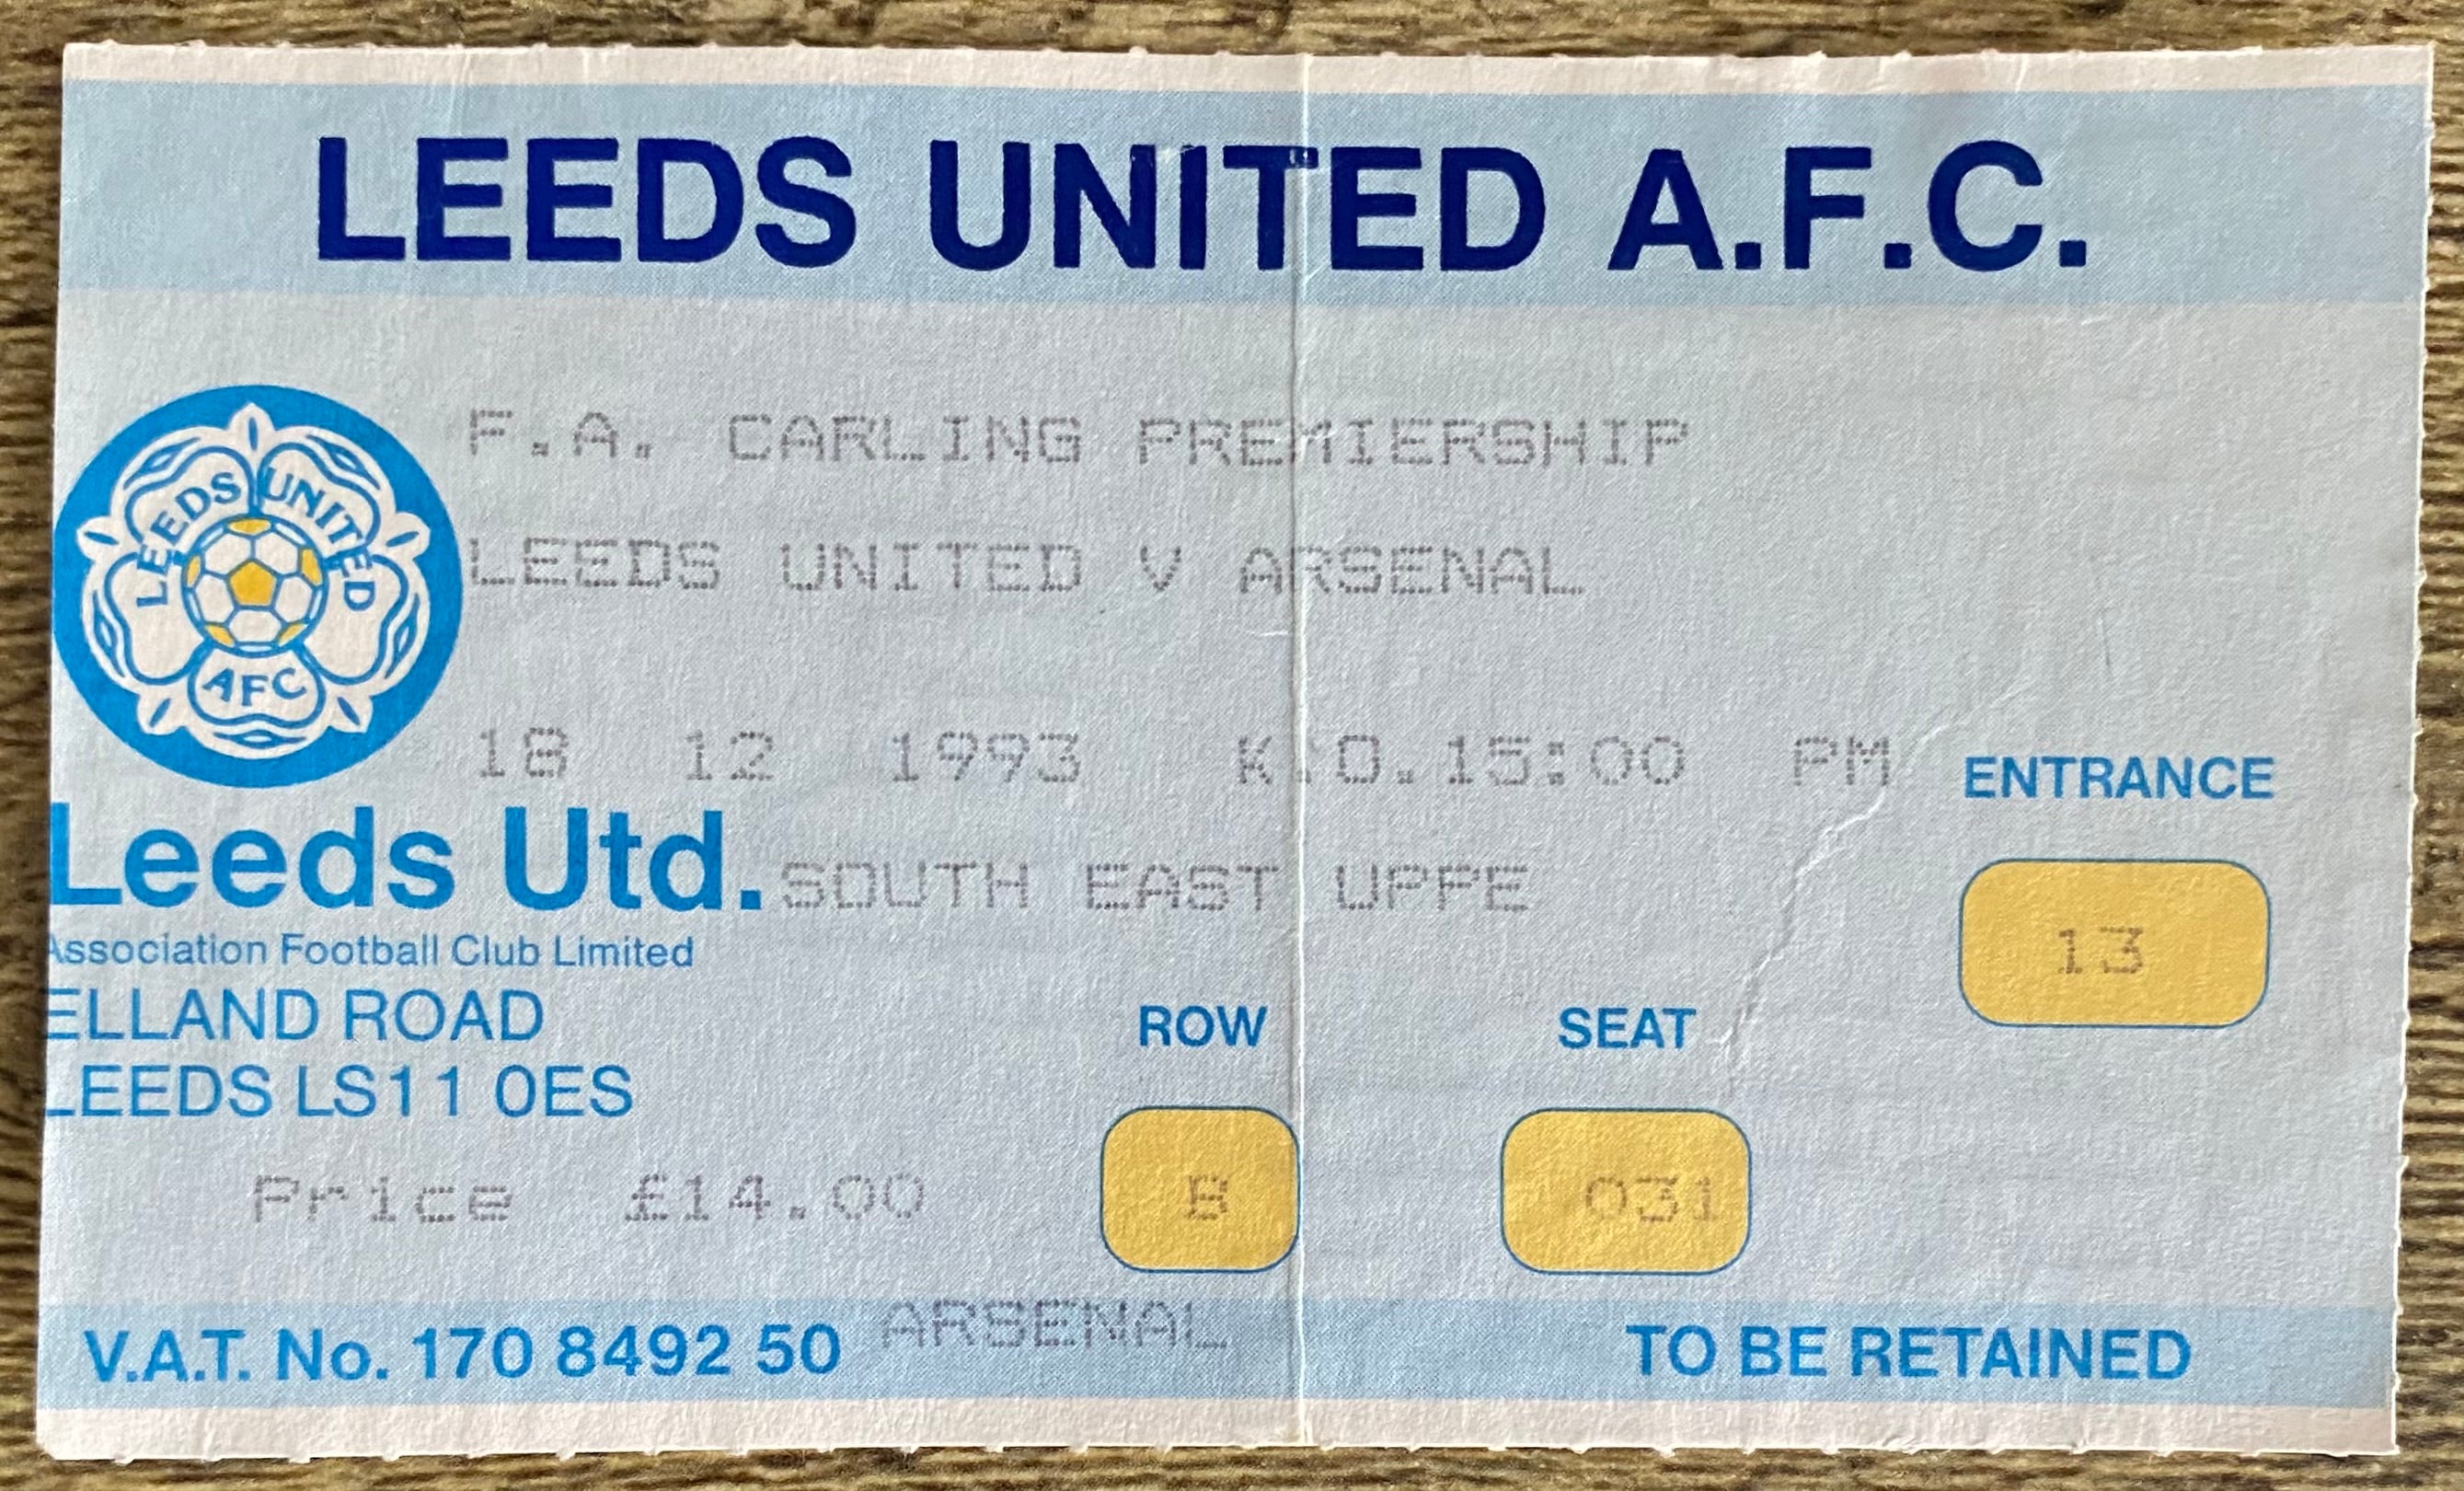 LEEDS UNITED A.F.C.
F.A. CARLING PREMIERSHIP
LEEDS UNITED
AFC
LEEDS UNITED V ARSENAL
18 12 1993 K.O.15:00 PM
Leeds Utd.
SOUTH EAST UPPE
Association Football Club Limited
ELLAND ROAD
LEEDS LS11 0ES
ENTRANCE
13
ROW
SEAT
Price £14.00
B
031
V.A.T. No. 170 8492 50
ARSENAL
TO BE RETAINED